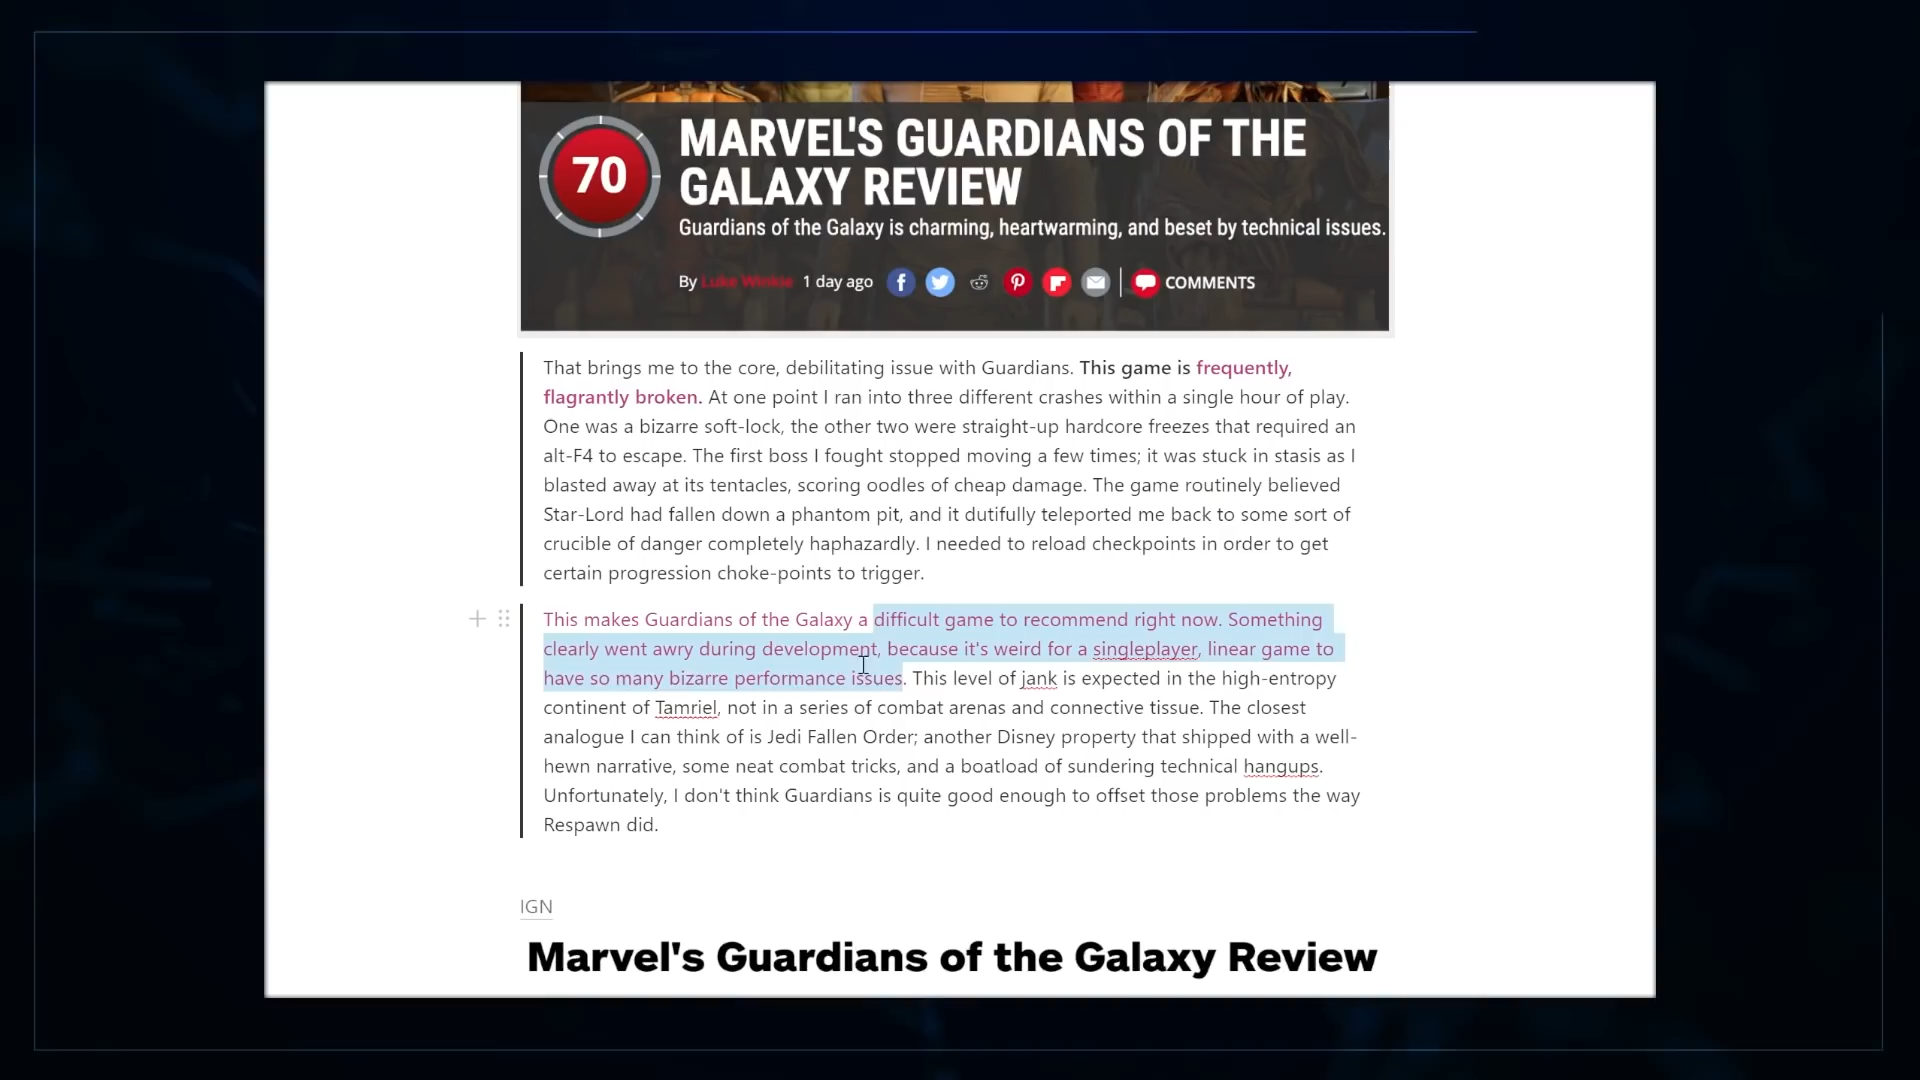 70
MARVEL'S GUARDIANS OF THE
GALAXY REVIEW
Guardians of the Galaxy is charming, heartwarming, and beset by technical issues.
By Luke Winkie 1 day ago COMMENTS
That brings me to the core, debilitating issue with Guardians. This game is frequently,
flagrantly broken. At one point I ran into three different crashes within a single hour of play.
One was a bizarre soft-lock, the other two were straight-up hardcore freezes that required an
alt-F4 to escape. The first boss I fought stopped moving a few times; it was stuck in stasis as I
blasted away at its tentacles, scoring oodles of cheap damage. The game routinely believed
Star-Lord had fallen down a phantom pit, and it dutifully teleported me back to some sort of
crucible of danger completely haphazardly. I needed to reload checkpoints in order to get
certain progression choke-points to trigger.
This makes Guardians of the Galaxy a difficult game to recommend right now. Something
clearly went awry during development, because it's weird for a singleplayer, linear game to
have so many bizarre performance issues. This level of jank is expected in the high-entropy
continent of Tamriel, not in a series of combat arenas and connective tissue. The closest
analogue I can think of is Jedi Fallen Order; another Disney property that shipped with a well-
hewn narrative, some neat combat tricks, and a boatload of sundering technical hangups.
Unfortunately, I don't think Guardians is quite good enough to offset those problems the way
Respawn did.
IGN
Marvel's Guardians of the Galaxy Review